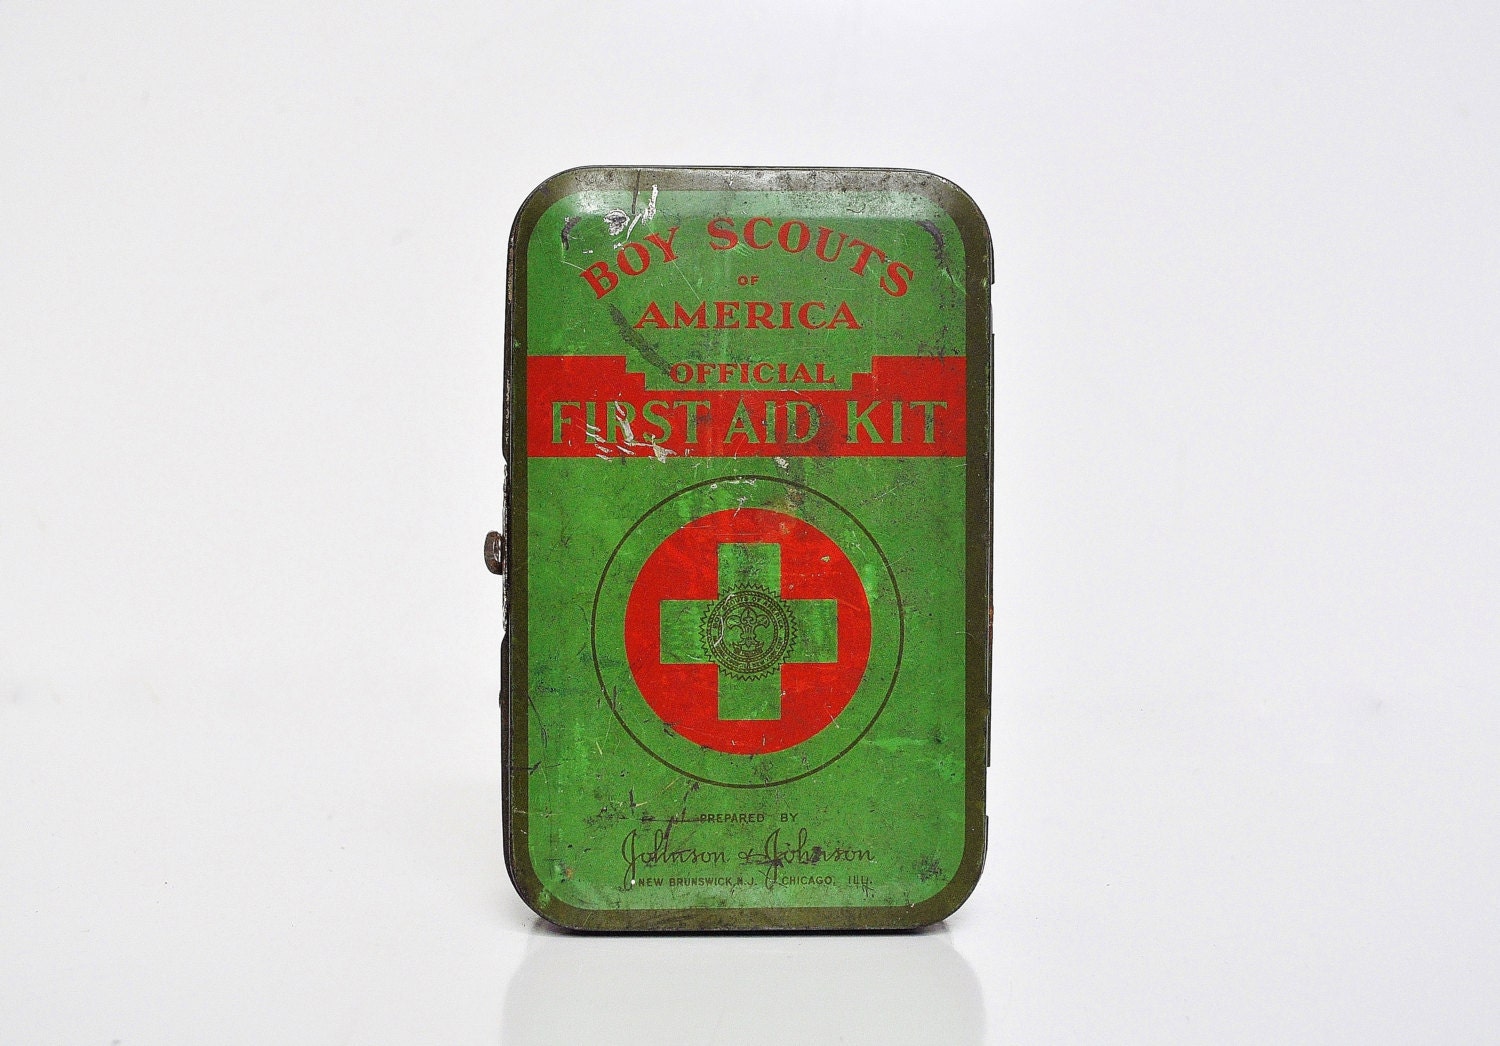 BOY SCOUTS
OF
AMERICA
OFFICIAL
FIRST AID KIT
PREPARED BY
Johnson & Johnson
NEW BRUNSWICK, N.J. CHICAGO, ILL.